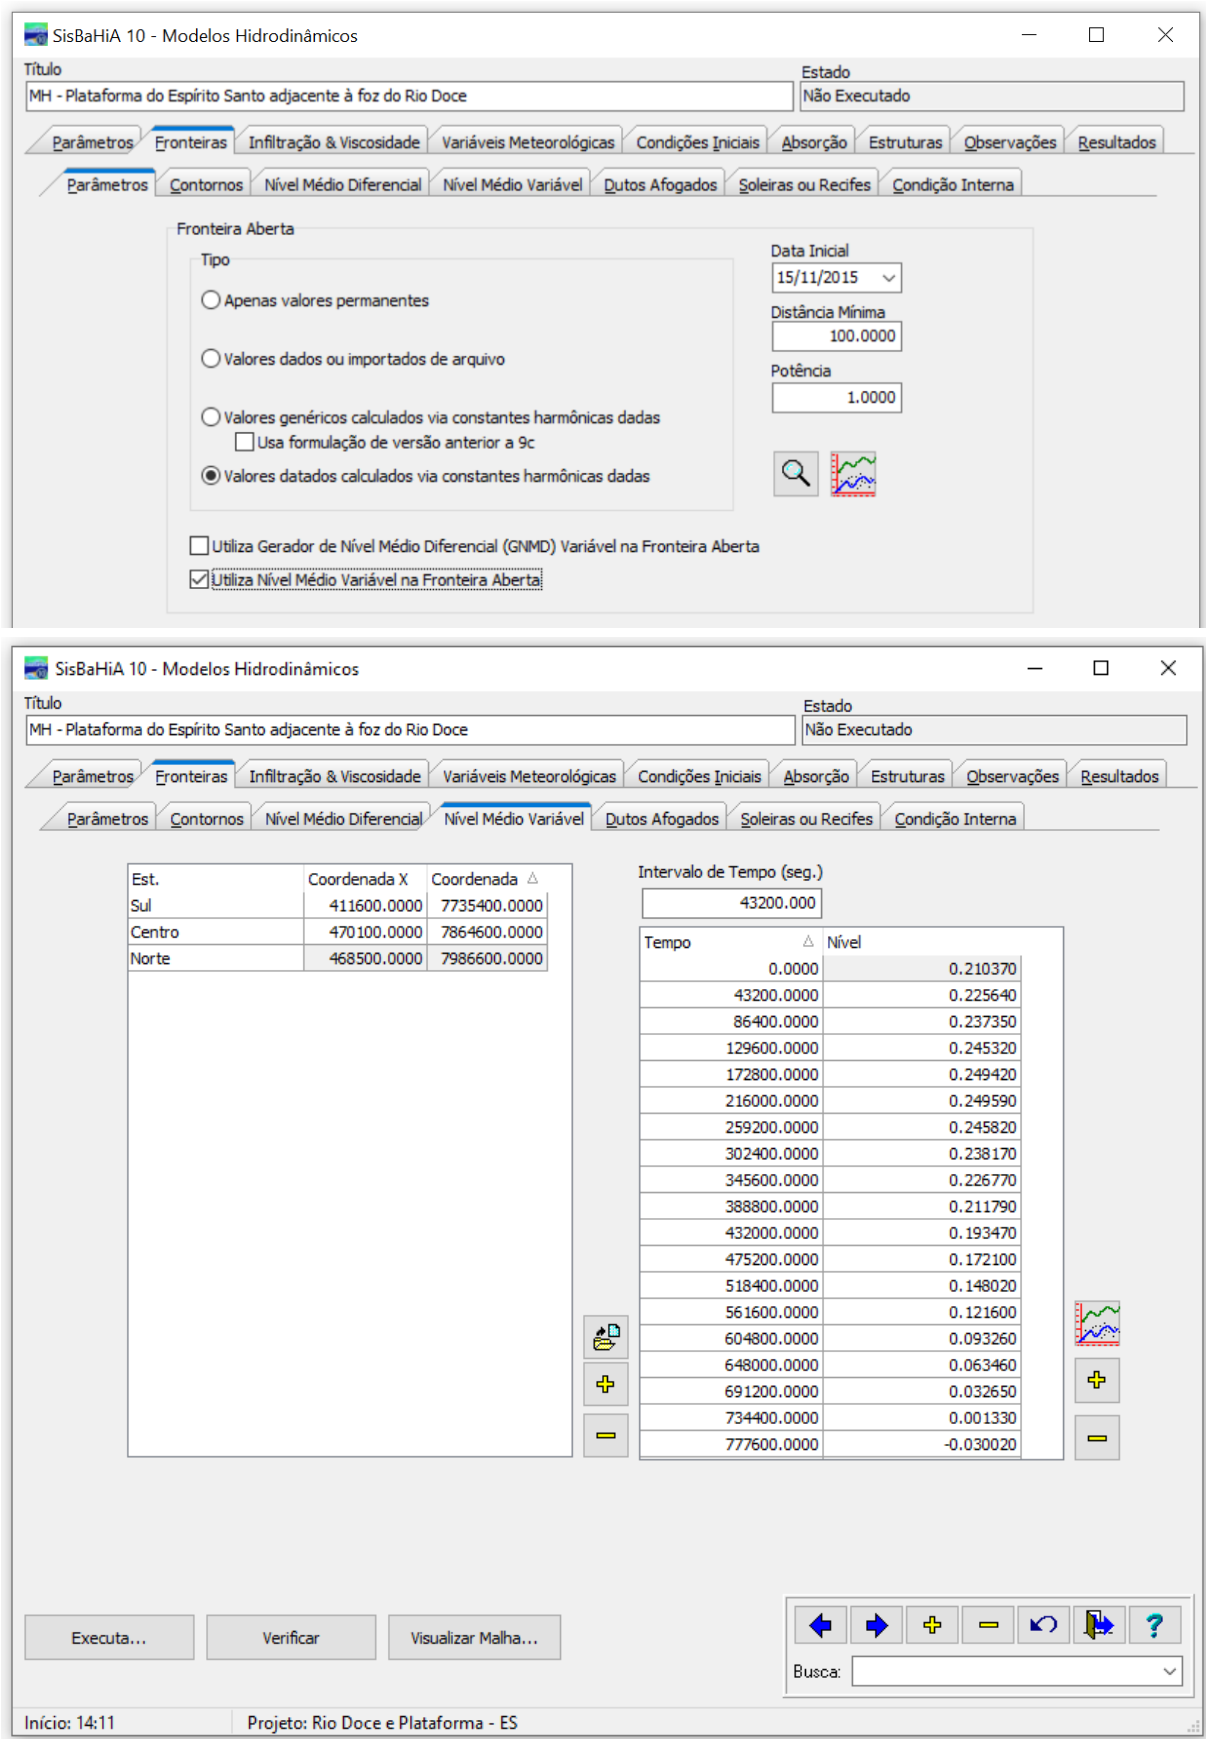 SisBaHiA 10 - Modelos Hidrodinâmicos
Título
Estado
MH - Plataforma do Espírito Santo adjacente à foz do Rio Doce
Não Executado
Parâmetros Fronteiras Infiltração & Viscosidade Variáveis Meteorológicas Condições Iniciais Absorção Estruturas Observações Resultados
Parâmetros Contornos Nível Médio Diferencial Nível Médio Variável Dutos Afogados Soleiras ou Recifes Condição Interna
Fronteira Aberta
Tipo
Apenas valores permanentes
Valores dados ou importados de arquivo
Valores genéricos calculados via constantes harmônicas dadas
Usa formulação de versão anterior a 9c
Valores datados calculados via constantes harmônicas dadas
Data Inicial
15/11/2015
Distância Mínima
100.0000
Potência
1.0000
Utiliza Gerador de Nível Médio Diferencial (GNMD) Variável na Fronteira Aberta
Utiliza Nível Médio Variável na Fronteira Aberta
SisBaHiA 10 - Modelos Hidrodinâmicos
Título
Estado
MH - Plataforma do Espírito Santo adjacente à foz do Rio Doce
Não Executado
Parâmetros Fronteiras Infiltração & Viscosidade Variáveis Meteorológicas Condições Iniciais Absorção Estruturas Observações Resultados
Parâmetros Contornos Nível Médio Diferencial Nível Médio Variável Dutos Afogados Soleiras ou Recifes Condição Interna
Est. Coordenada X Coordenada
Sul 411600.0000 7735400.0000
Centro 470100.0000 7864600.0000
Norte 468500.0000 7986600.0000
Intervalo de Tempo (seg.)
43200.000
Tempo Nível
0.0000 0.210370
43200.0000 0.225640
86400.0000 0.237350
129600.0000 0.245320
172800.0000 0.249420
216000.0000 0.249590
259200.0000 0.245820
302400.0000 0.238170
345600.0000 0.226770
388800.0000 0.211790
432000.0000 0.193470
475200.0000 0.172100
518400.0000 0.148020
561600.0000 0.121600
604800.0000 0.093260
648000.0000 0.063460
691200.0000 0.032650
734400.0000 0.001330
777600.0000 -0.030020
Executa... Verificar Visualizar Malha...
Busca:
Início: 14:11 Projeto: Rio Doce e Plataforma - ES